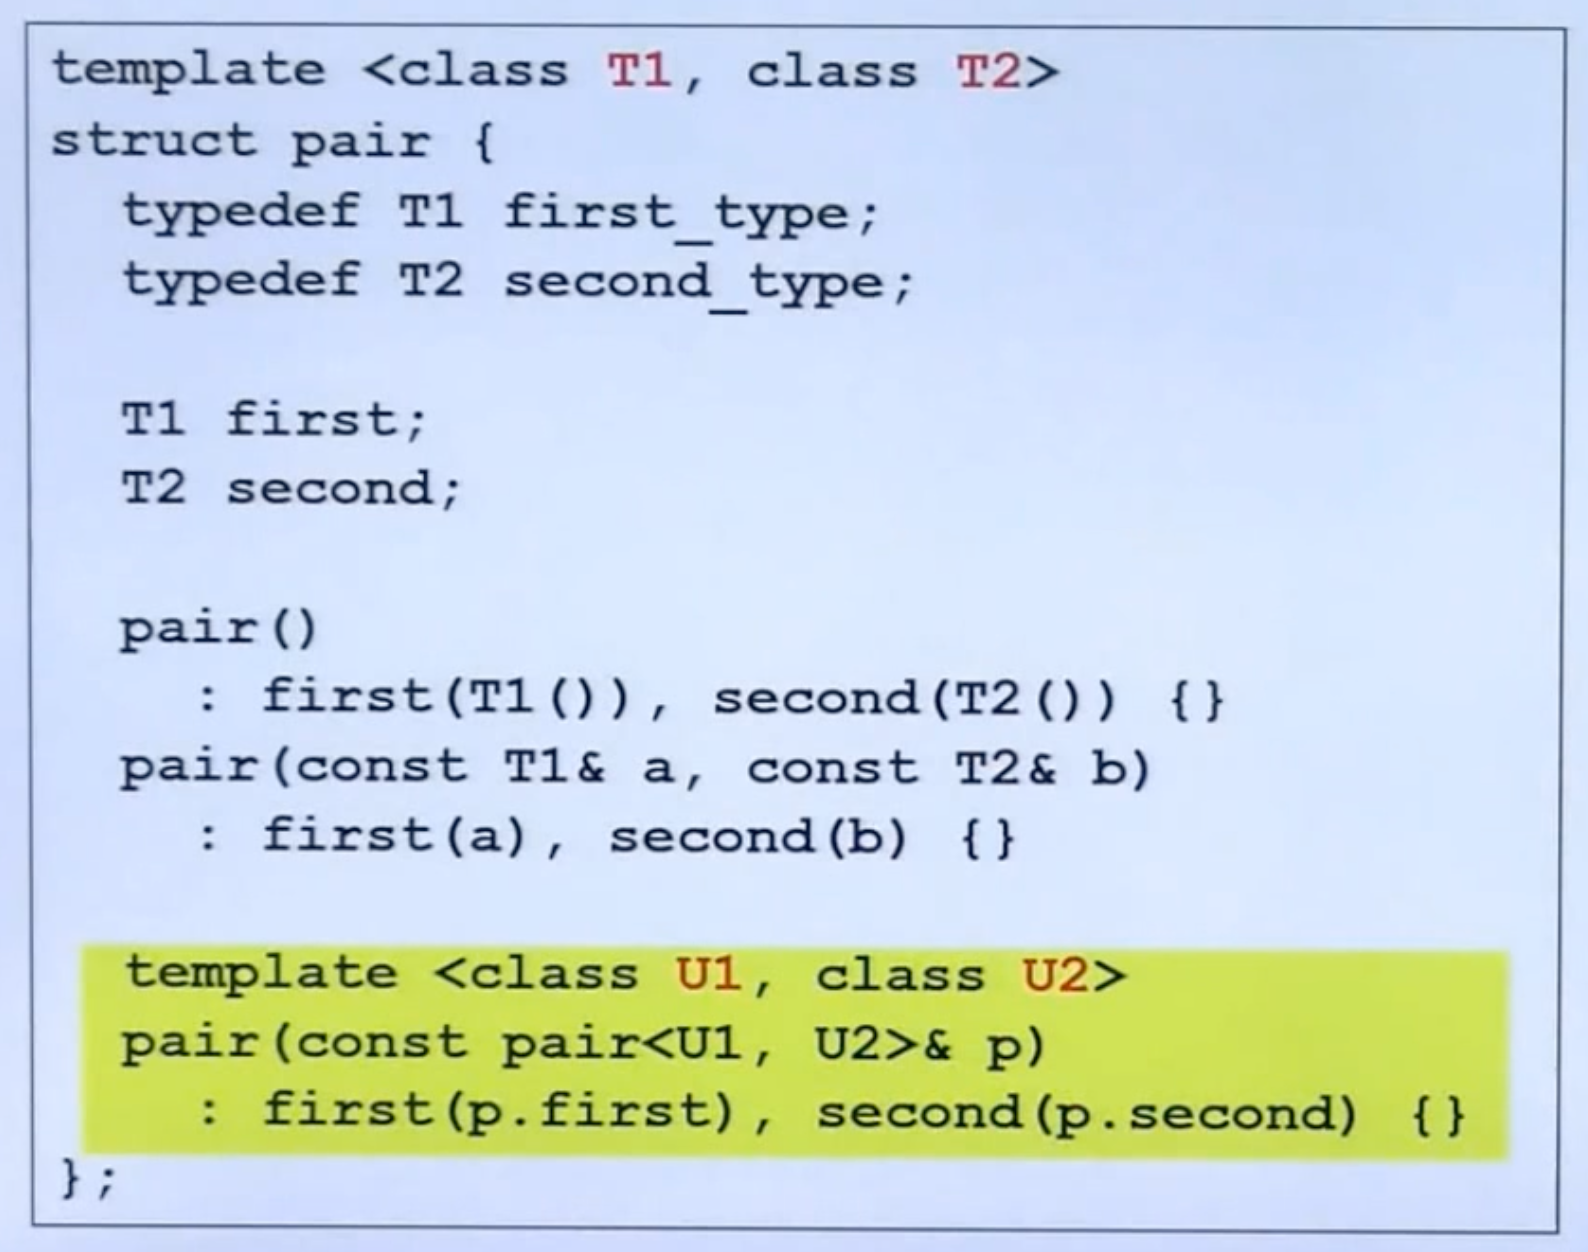 template <class T1, class T2>
struct pair {
typedef T1 first_type;
typedef T2 second_type;
T1 first;
T2 second;
pair()
: first(T1()), second(T2()) {}
pair(const T1& a, const T2& b)
: first(a), second(b) {}
template <class U1, class U2>
pair(const pair<U1, U2>& p)
: first(p.first), second(p.second) {}
};